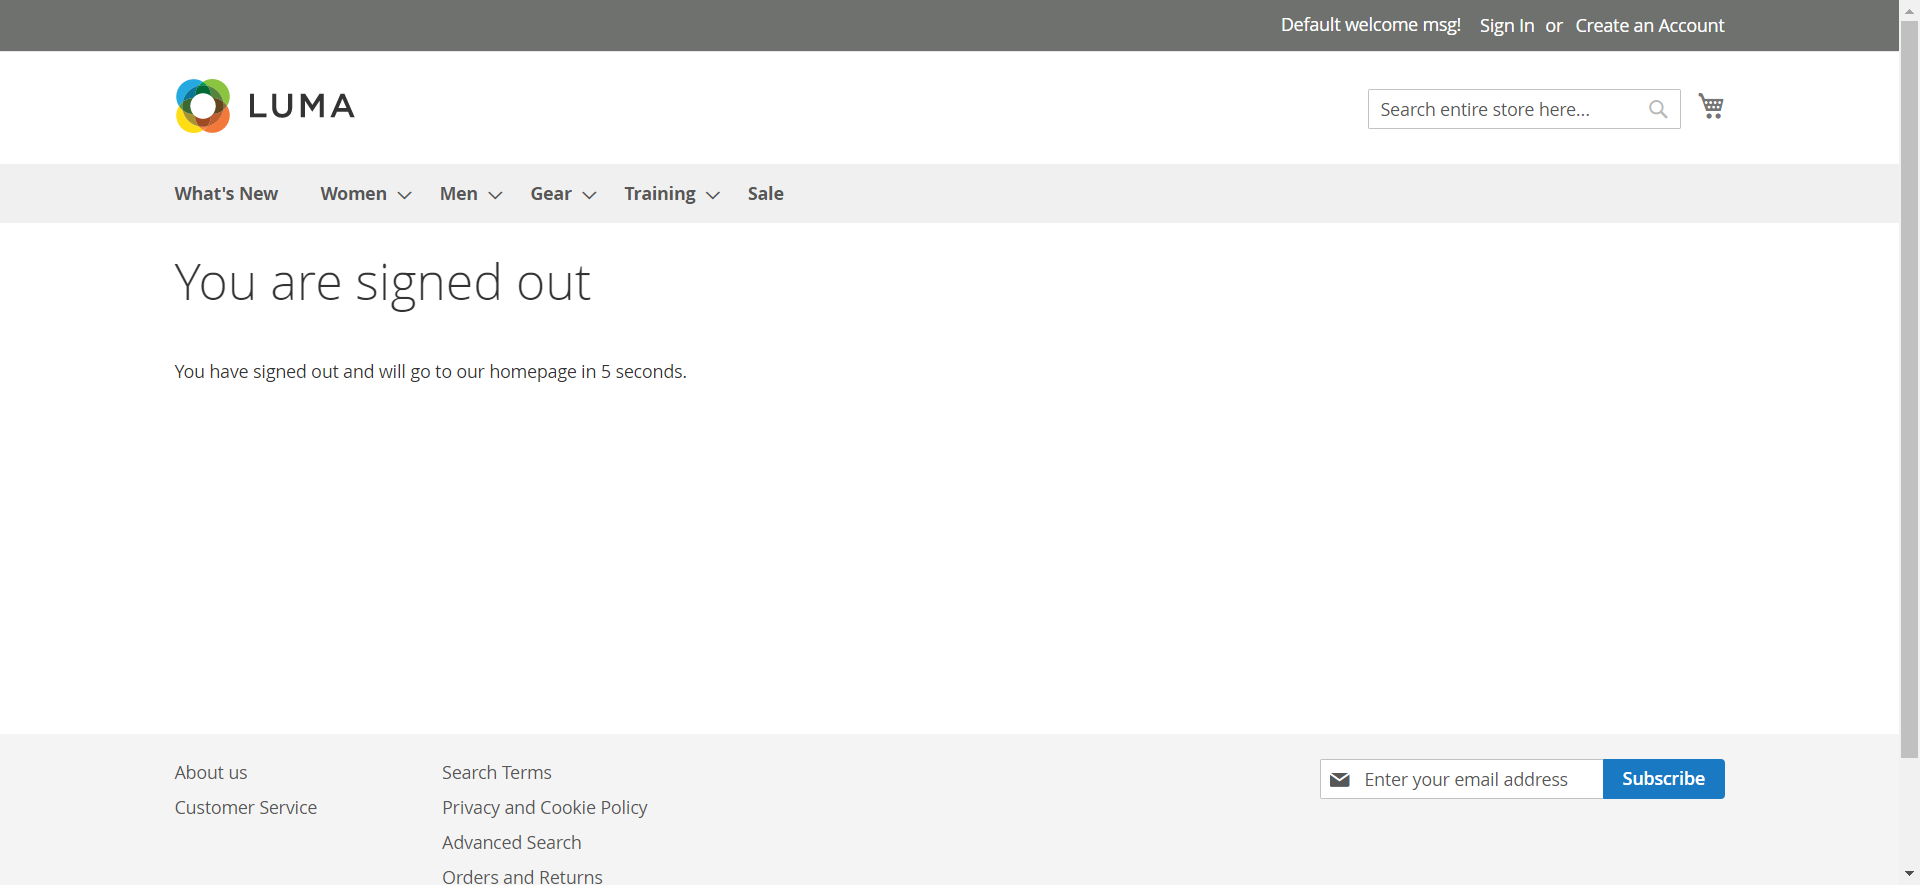 Default welcome msg! Sign In or Create an Account
LUMA
Search entire store here...
What's New Women Men Gear Training Sale
You are signed out
You have signed out and will go to our homepage in 5 seconds.
About us
Customer Service
Search Terms
Privacy and Cookie Policy
Advanced Search
Orders and Returns
Enter your email address
Subscribe